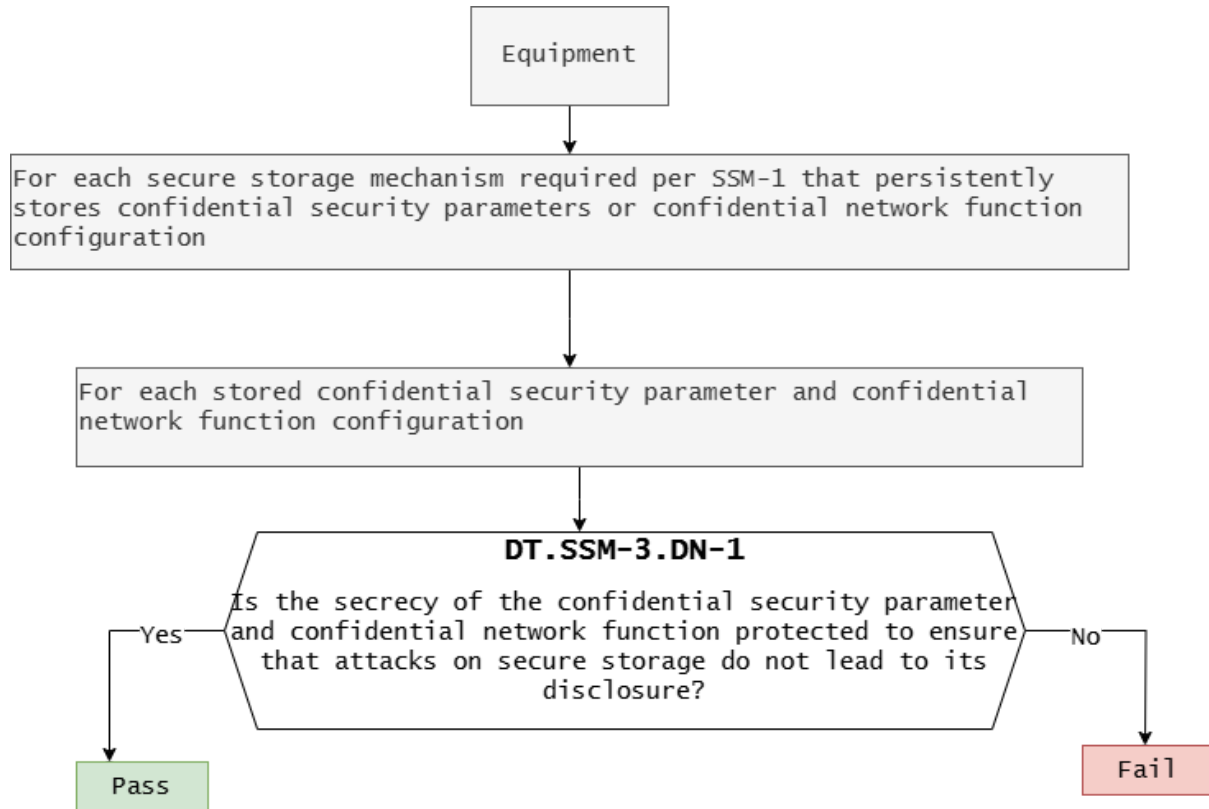 Equipment
For each secure storage mechanism required per SSM-1 that persistently
stores confidential security parameters or confidential network function
configuration
For each stored confidential security parameter and confidential
network function configuration
DT.SSM-3.DN-1
Is the secrecy of the confidential security parameter
and confidential network function protected to ensure
that attacks on secure storage do not lead to its
disclosure?
Yes
No
Pass
Fail